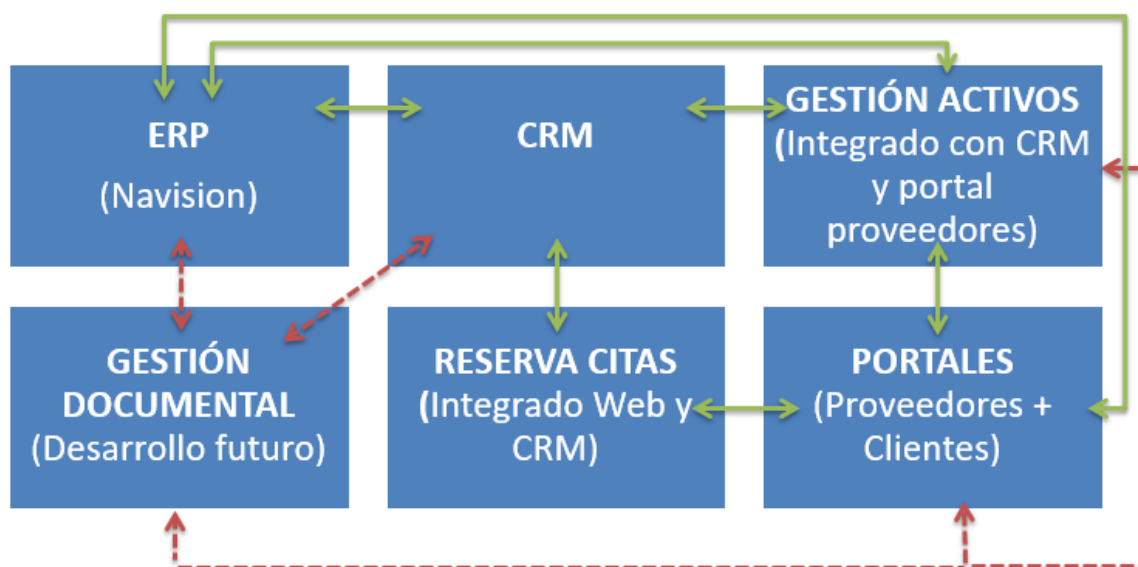 ERP
(Navision)
CRM
GESTIÓN ACTIVOS
(Integrado con CRM
y portal
proveedores)
GESTIÓN
DOCUMENTAL
(Desarrollo futuro)
RESERVA CITAS
(Integrado Web y
CRM)
PORTALES
(Proveedores +
Clientes)